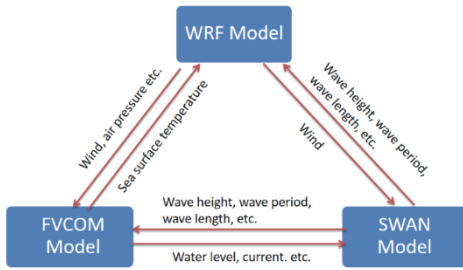 WRF Model
Wind, air pressure etc.
Sea surface temperature
Wind
Wave height, wave period,
wave length, etc.
Wave height, wave period,
wave length, etc.
FVCOM
Model
SWAN
Model
Water level, current. etc.